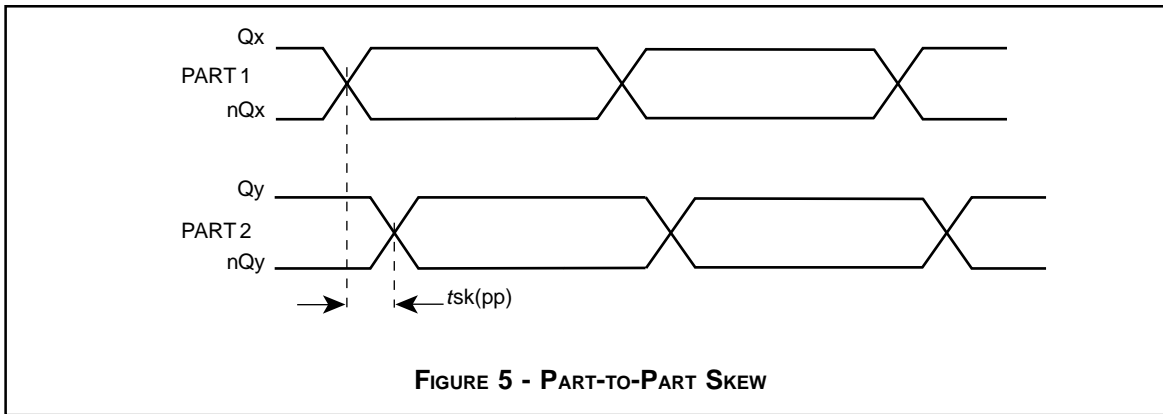 Qx
PART 1
nQx
Qy
PART 2
nQy
tsk(pp)
FIGURE 5 - PART-TO-PART SKEW